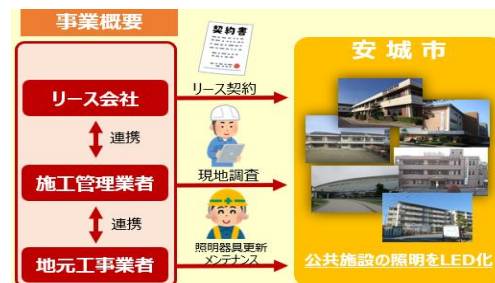 事業概要
契約書
安城市
リース会社
リース契約
連携
施工管理業者
現地調査
連携
照明器具更新
メンテナンス
地元工事業者
公共施設の照明をLED化